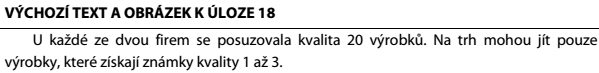 VÝCHOZÍ TEXT A OBRÁZEK K ÚLOZE 18
U každé ze dvou firem se posuzovala kvalita 20 výrobků. Na trh mohou jít pouze
výrobky, které získají známky kvality 1 až 3.